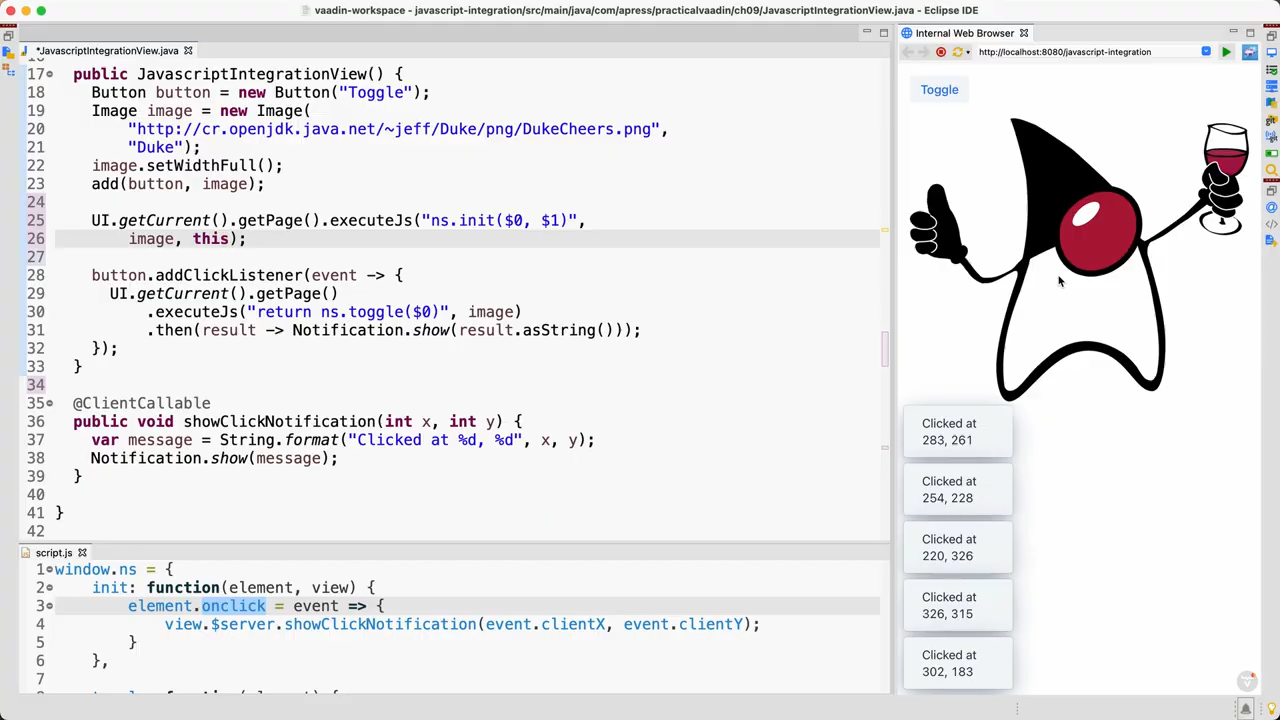 vaadin-workspace - javascript-integration/src/main/java/com/apress/practicalvaadin/ch09/JavascriptIntegrationView.java - Eclipse IDE
*JavascriptIntegrationView.java
17 public JavascriptIntegrationView() {
18 Button button = new Button("Toggle");
19 Image image = new Image(
20 "http://cr.openjdk.java.net/~jeff/Duke/png/DukeCheers.png",
21 "Duke");
22 image.setWidthFull();
23 add(button, image);
24
25 UI.getCurrent().getPage().executeJs("ns.init($0, $1)",
26 image, this);
27
28 button.addClickListener(event -> {
29 UI.getCurrent().getPage()
30 .executeJs("return ns.toggle($0)", image)
31 .then(result -> Notification.show(result.asString()));
32 });
33 }
34
35 @ClientCallable
36 public void showClickNotification(int x, int y) {
37 var message = String.format("Clicked at %d, %d", x, y);
38 Notification.show(message);
39 }
40
41 }
42
script.js
1 window.ns = {
2 init: function(element, view) {
3 element.onclick = event => {
4 view.$server.showClickNotification(event.clientX, event.clientY);
5 }
6 },
7
Internal Web Browser
http://localhost:8080/javascript-integration
Toggle
Clicked at
283, 261
Clicked at
254, 228
Clicked at
220, 326
Clicked at
326, 315
Clicked at
302, 183